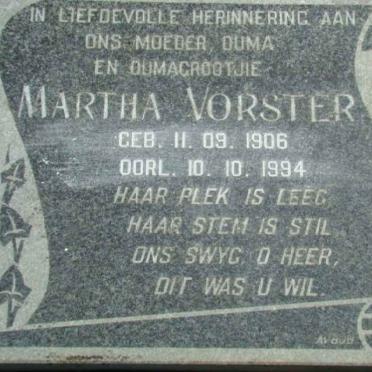 IN LIEFDEVOLLE HERINNERING AAN
ONS MOEDER OUMA
EN OUMAGROOTJIE
MARTHA VORSTER
GEB. 11. 09. 1906
OORL. 10. 10. 1994
HAAR PLEK IS LEEG,
HAAR STEM IS STIL
ONS SWYG O HEER,
DIT WAS U WIL.